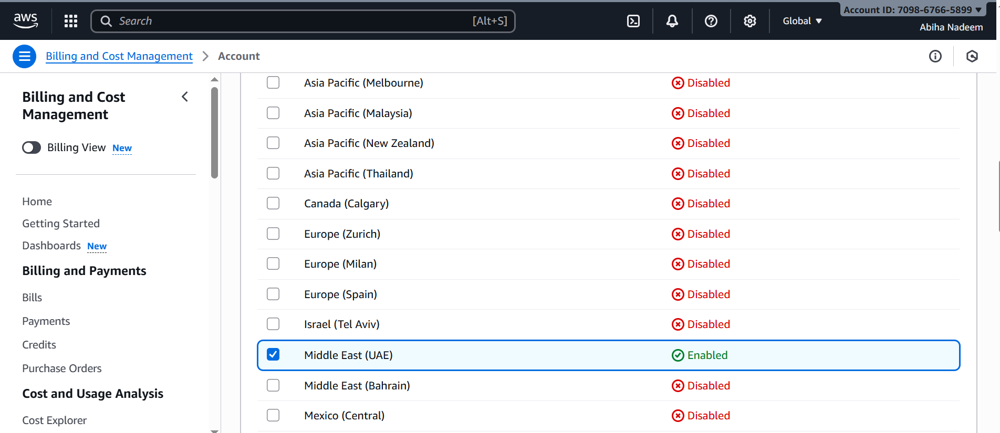 aws
Search
[Alt+S]
Global
Account ID: 7098-6766-5899
Abiha Nadeem
Billing and Cost Management
Account
Billing and Cost
Management
Billing View New
Home
Getting Started
Dashboards New
Billing and Payments
Bills
Payments
Credits
Purchase Orders
Cost and Usage Analysis
Cost Explorer
Asia Pacific (Melbourne) Disabled
Asia Pacific (Malaysia) Disabled
Asia Pacific (New Zealand) Disabled
Asia Pacific (Thailand) Disabled
Canada (Calgary) Disabled
Europe (Zurich) Disabled
Europe (Milan) Disabled
Europe (Spain) Disabled
Israel (Tel Aviv) Disabled
Middle East (UAE) Enabled
Middle East (Bahrain) Disabled
Mexico (Central) Disabled